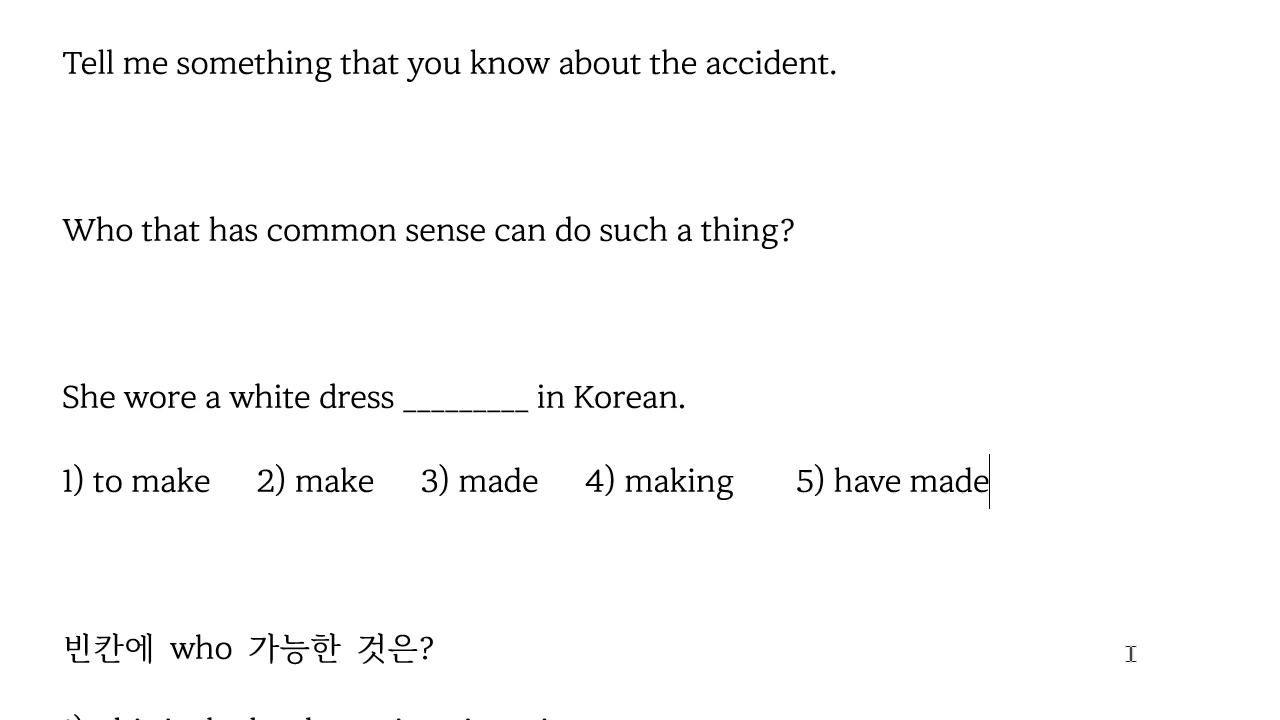 Tell me something that you know about the accident.
Who that has common sense can do such a thing?
She wore a white dress _________ in Korean.
1) to make 2) make 3) made 4) making 5) have made
빈칸에 who 가능한 것은?